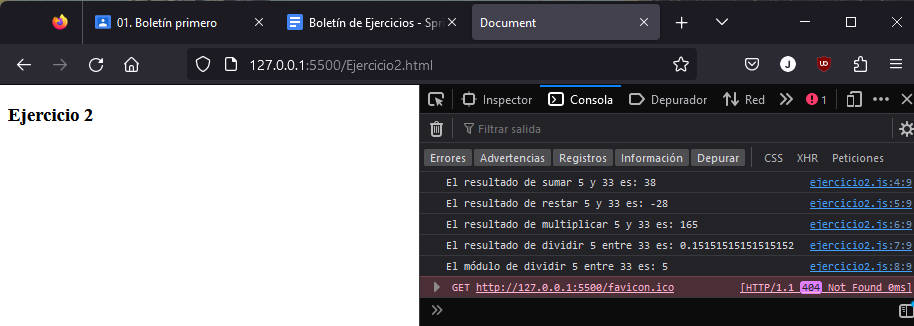 01. Boletín primero
Boletín de Ejercicios - Spri
Document
127.0.0.1:5500/Ejercicio2.html
J
UD
Ejercicio 2
Inspector Consola Depurador Red 1
Filtrar salida
Errores Advertencias Registros Información Depurar CSS XHR Peticiones
El resultado de sumar 5 y 33 es: 38 ejercicio2.js:4:9
El resultado de restar 5 y 33 es: -28 ejercicio2.js:5:9
El resultado de multiplicar 5 y 33 es: 165 ejercicio2.js:6:9
El resultado de dividir 5 entre 33 es: 0.15151515151515152 ejercicio2.js:7:9
El módulo de dividir 5 entre 33 es: 5 ejercicio2.js:8:9
GET http://127.0.0.1:5500/favicon.ico [HTTP/1.1 404 Not Found 0ms]